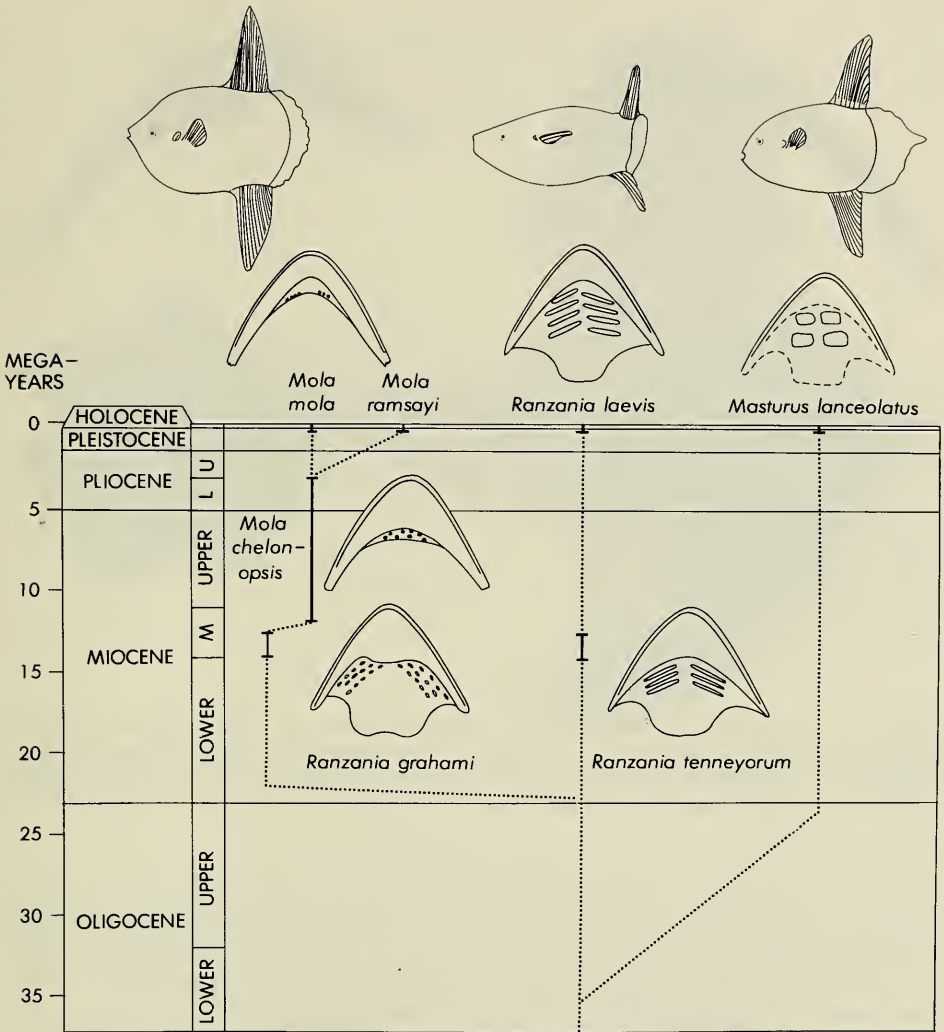 MEGA-
YEARS
Mola
mola
Mola
ramsayi
Ranzania laevis
Masturus lanceolatus
0
HOLOCENE
PLEISTOCENE
PLIOCENE
U
L
5
Mola
chelon-
opsis
UPPER
10
M
MIOCENE
15
LOWER
20
Ranzania grahami
Ranzania tenneyorum
25
UPPER
30
OLIGOCENE
35
LOWER